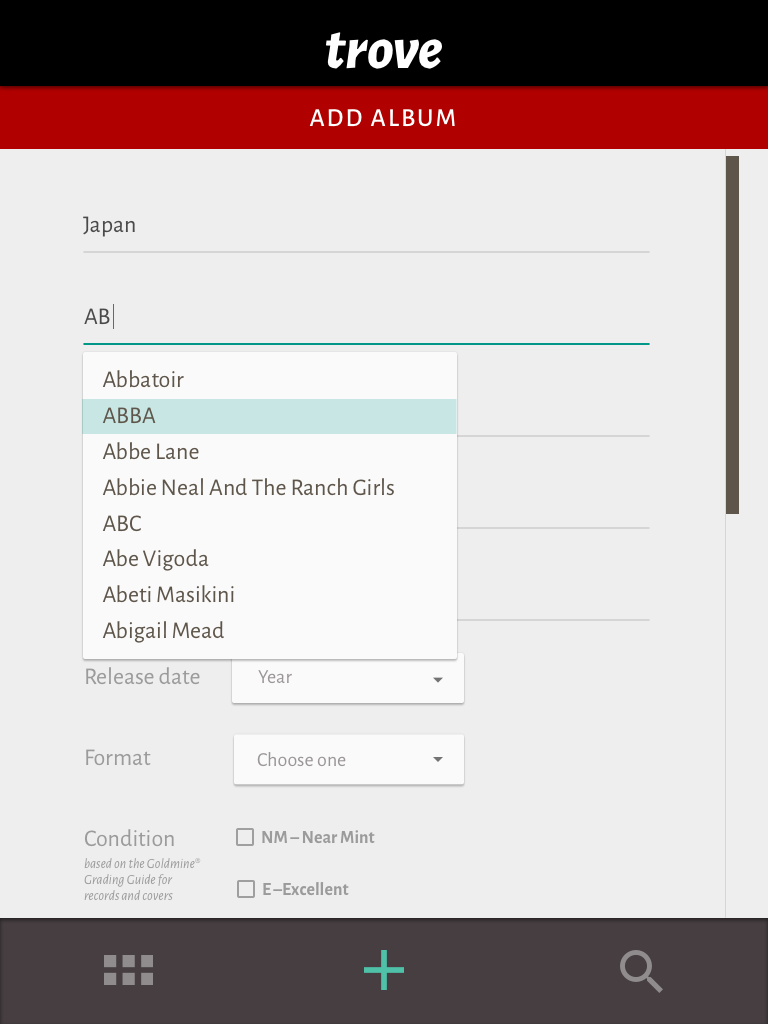 trove
ADD ALBUM
Japan
AB
Abbatoir
ABBA
Abbe Lane
Abbie Neal And The Ranch Girls
ABC
Abe Vigoda
Abeti Masikini
Abigail Mead
Release date Year
Format Choose one
Condition NM – Near Mint
based on the Goldmine®
Grading Guide for
records and covers
E –Excellent